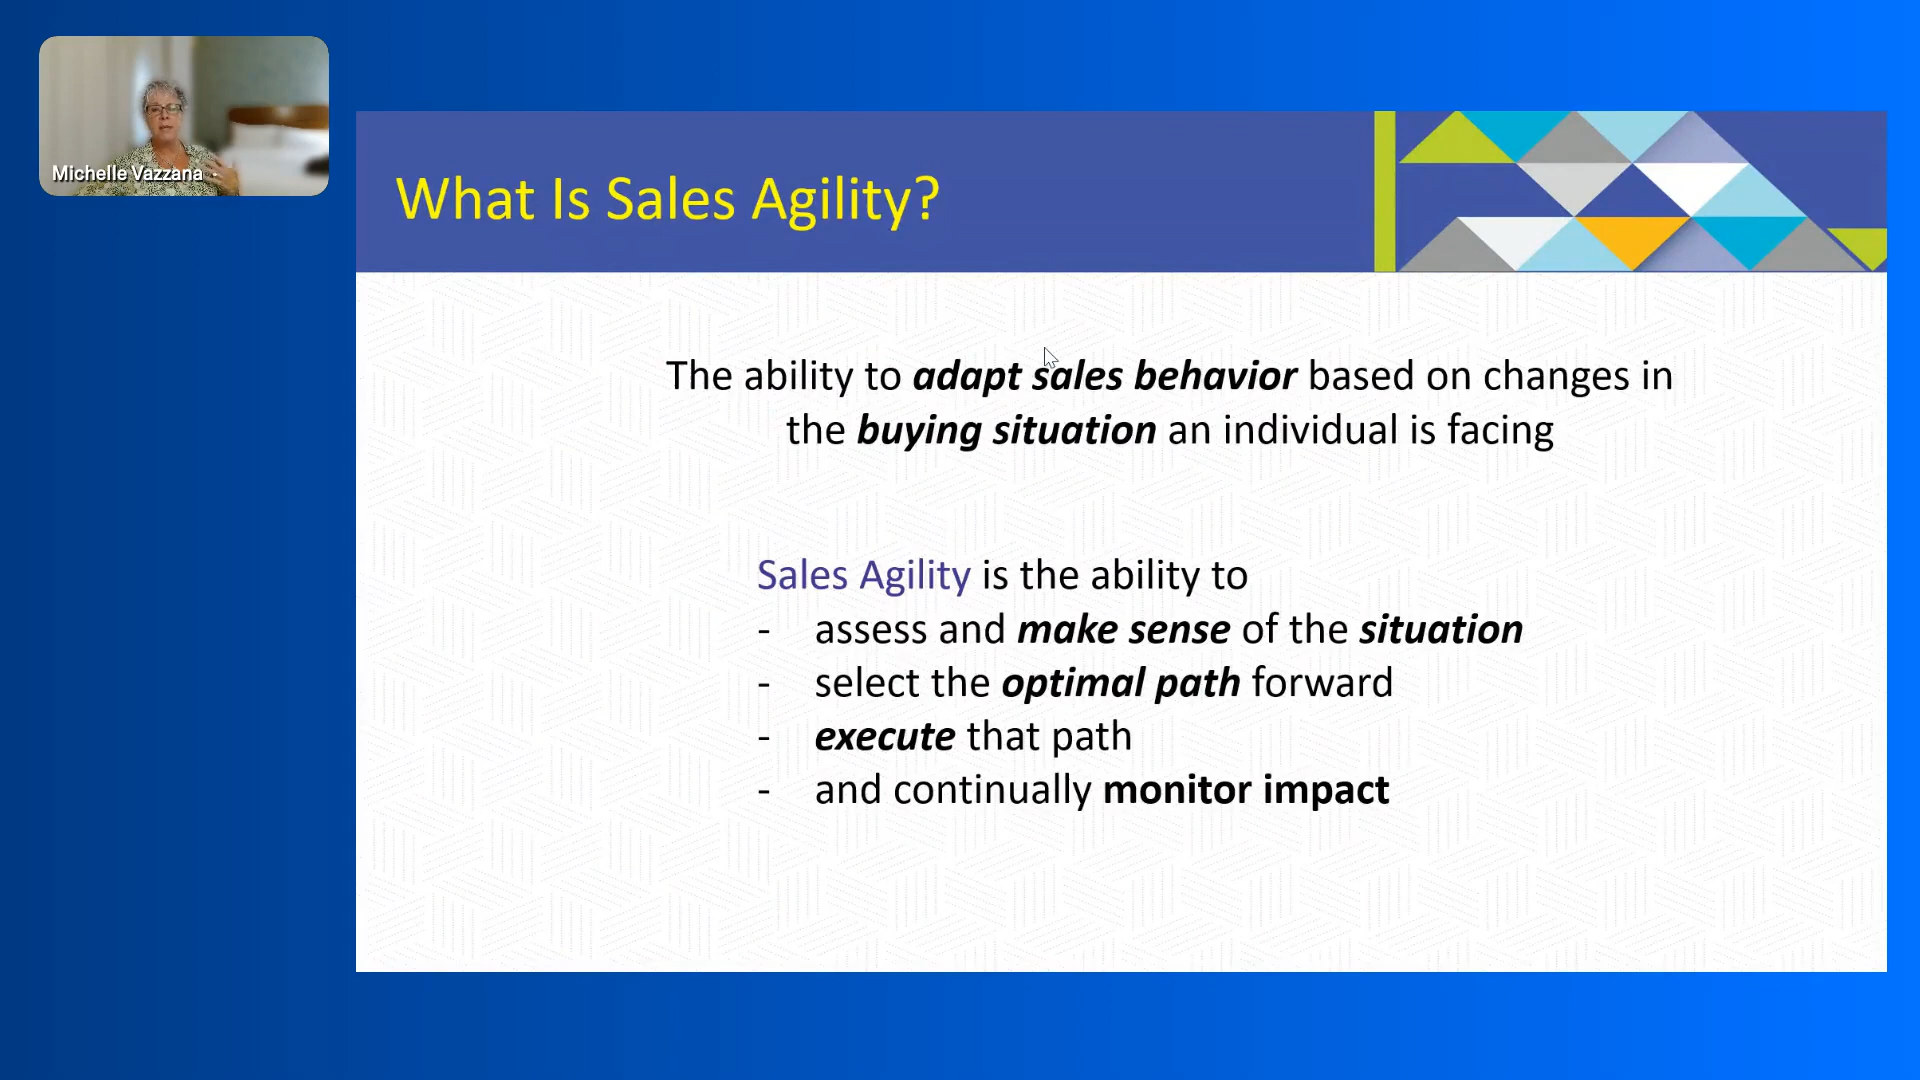 Michelle Vazzana
What Is Sales Agility?
The ability to adapt sales behavior based on changes in
the buying situation an individual is facing
Sales Agility is the ability to
- assess and make sense of the situation
- select the optimal path forward
- execute that path
- and continually monitor impact